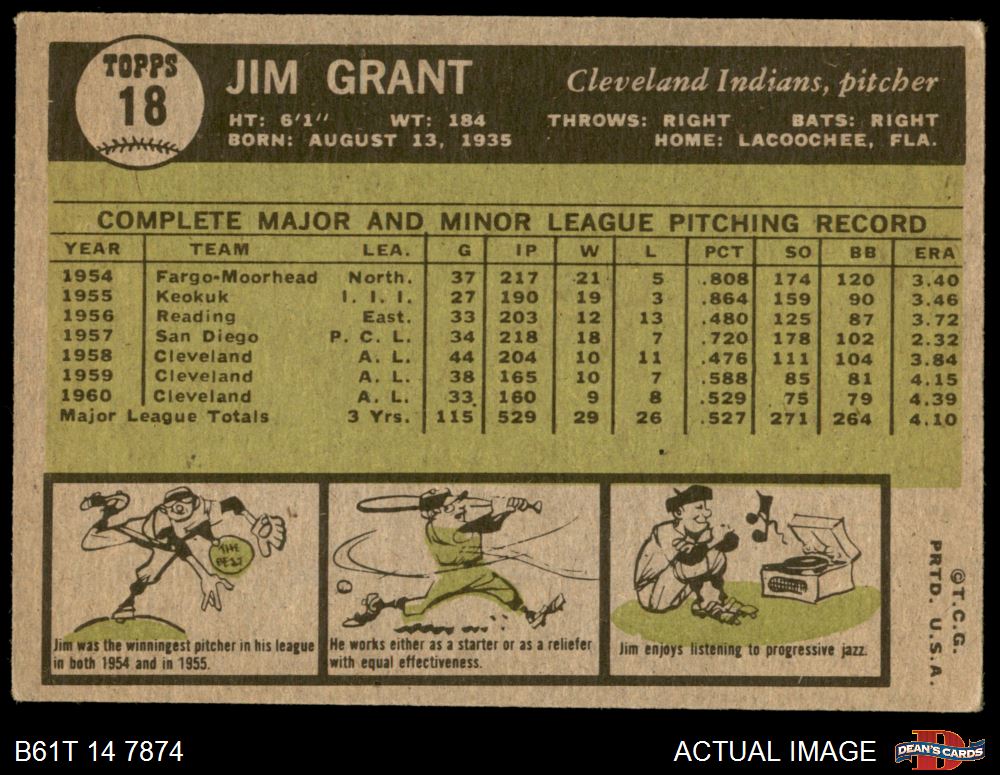 TOPPS
18
JIM GRANT
Cleveland Indians, pitcher
HT: 6'1" WT: 184 THROWS: RIGHT BATS: RIGHT
BORN: AUGUST 13, 1935 HOME: LACOOCHEE, FLA.
COMPLETE MAJOR AND MINOR LEAGUE PITCHING RECORD
YEAR TEAM LEA. G IP W L PCT SO BB ERA
1954 Fargo-Moorhead North. 37 217 21 5 .808 174 120 3.40
1955 Keokuk I. I. I. 27 190 19 3 .864 159 90 3.46
1956 Reading East. 33 203 12 13 .480 125 87 3.72
1957 San Diego P. C. L. 34 218 18 7 .720 178 102 2.32
1958 Cleveland A. L. 44 204 10 11 .476 111 104 3.84
1959 Cleveland A. L. 38 165 10 7 .588 85 81 4.15
1960 Cleveland A. L. 33 160 9 8 .529 75 79 4.39
Major League Totals 3 Yrs. 115 529 29 26 .527 271 264 4.10
THE
BEST
Jim was the winningest pitcher in his league
in both 1954 and in 1955.
He works either as a starter or as a reliefer
with equal effectiveness.
Jim enjoys listening to progressive jazz.
©T.C.G.
PRTD. U.S.A.
B61T 14 7874
ACTUAL IMAGE
DEAN'S CARDS